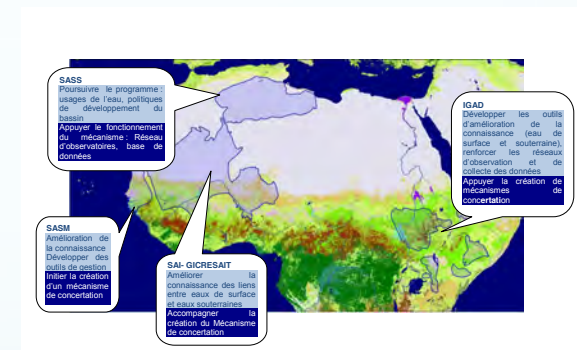 SASS
Poursuivre le programme :
usages de l'eau, politiques
de développement du
bassin
Appuyer le fonctionnement
du mécanisme : Réseau
d'observatoires, base de
données
IGAD
Développer les outils
d'amélioration de la
connaissance (eau de
surface et souterraine),
renforcer les réseaux
d'observation et de
collecte des données
Appuyer la création de
mécanismes de
concertation
SASM
Amélioration de
la connaissance
Développer des
outils de gestion
Initier la création
d'un mécanisme
de concertation
SAI- GICRESAIT
Améliorer la
connaissance des liens
entre eaux de surface
et eaux souterraines
Accompagner la
création du Mécanisme
de concertation